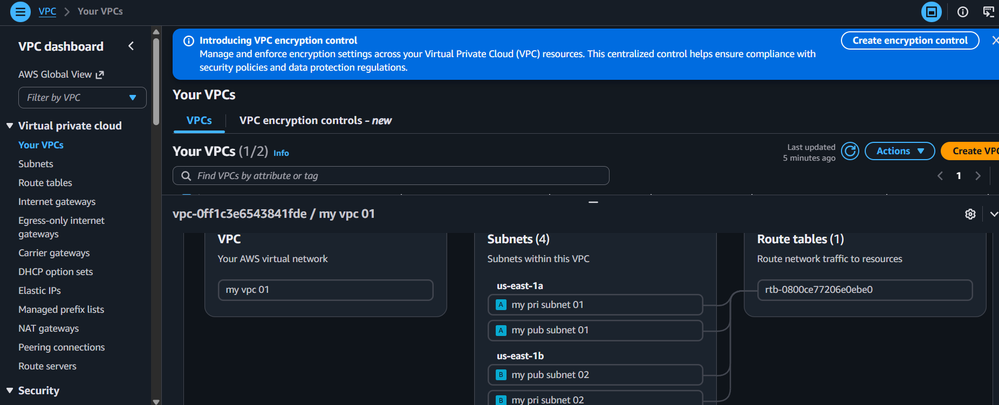 VPC > Your VPCs
VPC dashboard
AWS Global View
Filter by VPC
Virtual private cloud
Your VPCs
Subnets
Route tables
Internet gateways
Egress-only internet
gateways
Carrier gateways
DHCP option sets
Elastic IPs
Managed prefix lists
NAT gateways
Peering connections
Route servers
Security
Introducing VPC encryption control
Manage and enforce encryption settings across your Virtual Private Cloud (VPC) resources. This centralized control helps ensure compliance with
security policies and data protection regulations.
Create encryption control
Your VPCs
VPCs
VPC encryption controls - new
Your VPCs (1/2) Info
Last updated
5 minutes ago
Actions
Create VPC
Find VPCs by attribute or tag
1
vpc-0ff1c3e6543841fde / my vpc 01
VPC
Your AWS virtual network
my vpc 01
Subnets (4)
Subnets within this VPC
us-east-1a
A my pri subnet 01
A my pub subnet 01
us-east-1b
B my pub subnet 02
B my pri subnet 02
Route tables (1)
Route network traffic to resources
rtb-0800ce77206e0ebe0